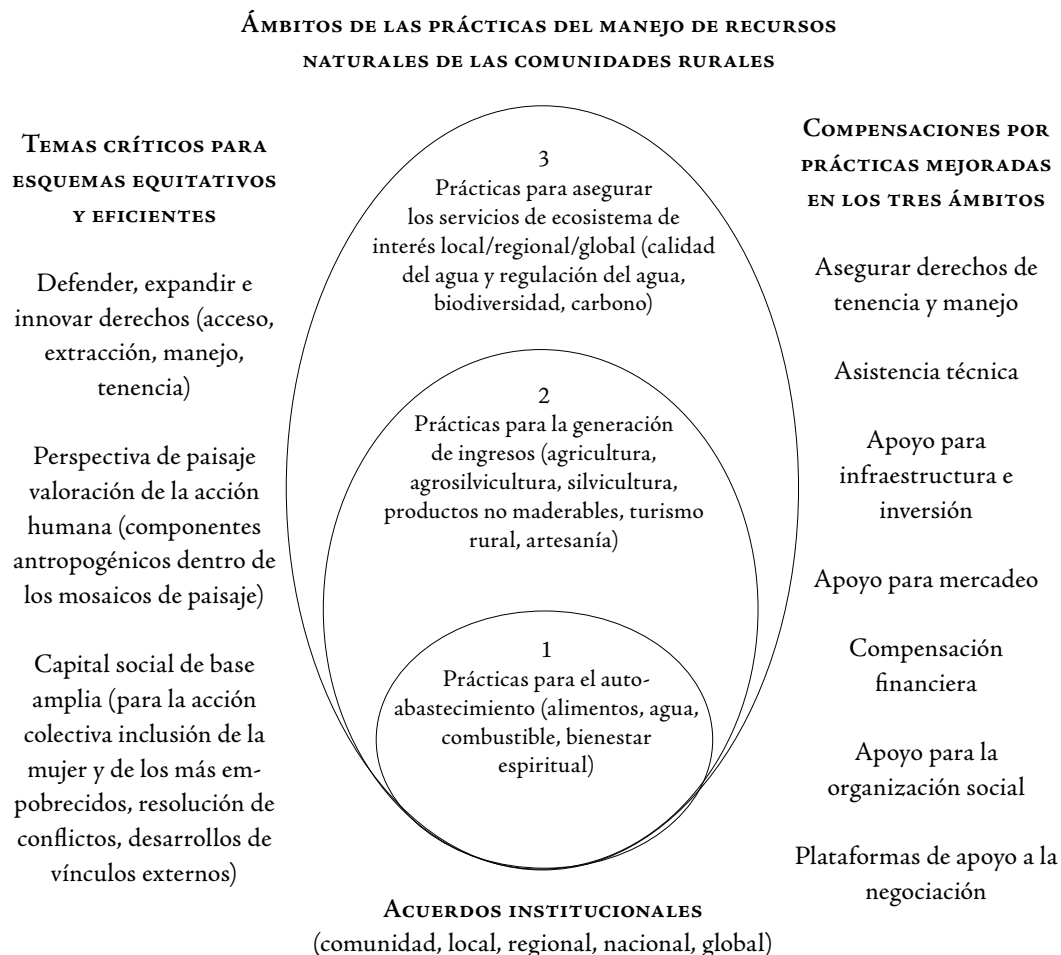 Ámbitos de las prácticas del manejo de recursos
naturales de las comunidades rurales
Temas críticos para
esquemas equitativos
y eficientes
Defender, expandir e
innovar derechos (acceso,
extracción, manejo,
tenencia)
Perspectiva de paisaje
valoración de la acción
humana (componentes
antropogénicos dentro de
los mosaicos de paisaje)
Capital social de base
amplia (para la acción
colectiva inclusión de la
mujer y de los más em-
pobrecidos, resolución de
conflictos, desarrollos de
vínculos externos)
3
Prácticas para asegurar
los servicios de ecosistema de
interés local/regional/global (calidad
del agua y regulación del agua,
biodiversidad, carbono)
2
Prácticas para la generación
de ingresos (agricultura,
agrosilvicultura, silvicultura,
productos no maderables, turismo
rural, artesanía)
1
Prácticas para el auto-
abastecimiento (alimentos, agua,
combustible, bienestar
espiritual)
Compensaciones por
prácticas mejoradas
en los tres ámbitos
Asegurar derechos de
tenencia y manejo
Asistencia técnica
Apoyo para
infraestructura e
inversión
Apoyo para mercadeo
Compensación
financiera
Apoyo para la
organización social
Plataformas de apoyo a la
negociación
Acuerdos institucionales
(comunidad, local, regional, nacional, global)